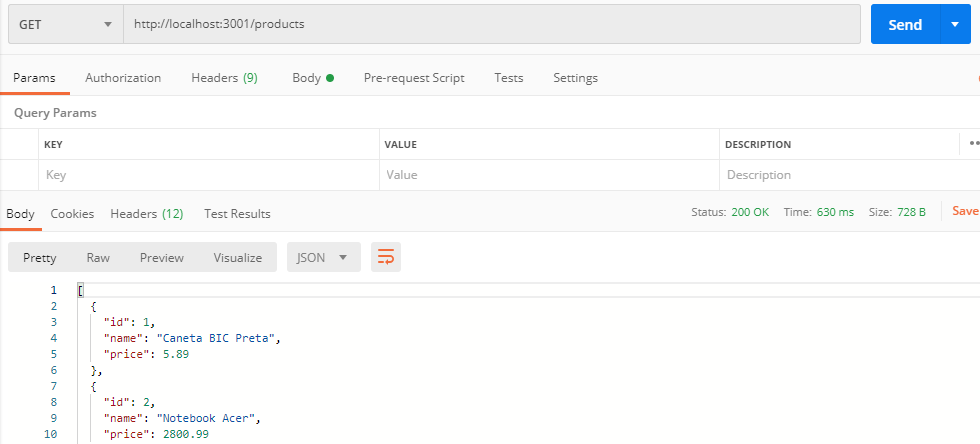 GET http://localhost:3001/products Send
Params Authorization Headers (9) Body Pre-request Script Tests Settings
Query Params
KEY VALUE DESCRIPTION
Key Value Description
Body Cookies Headers (12) Test Results Status: 200 OK Time: 630 ms Size: 728 B Save
Pretty Raw Preview Visualize JSON
1 [
2 {
3 "id": 1,
4 "name": "Caneta BIC Preta",
5 "price": 5.89
6 },
7 {
8 "id": 2,
9 "name": "Notebook Acer",
10 "price": 2800.99